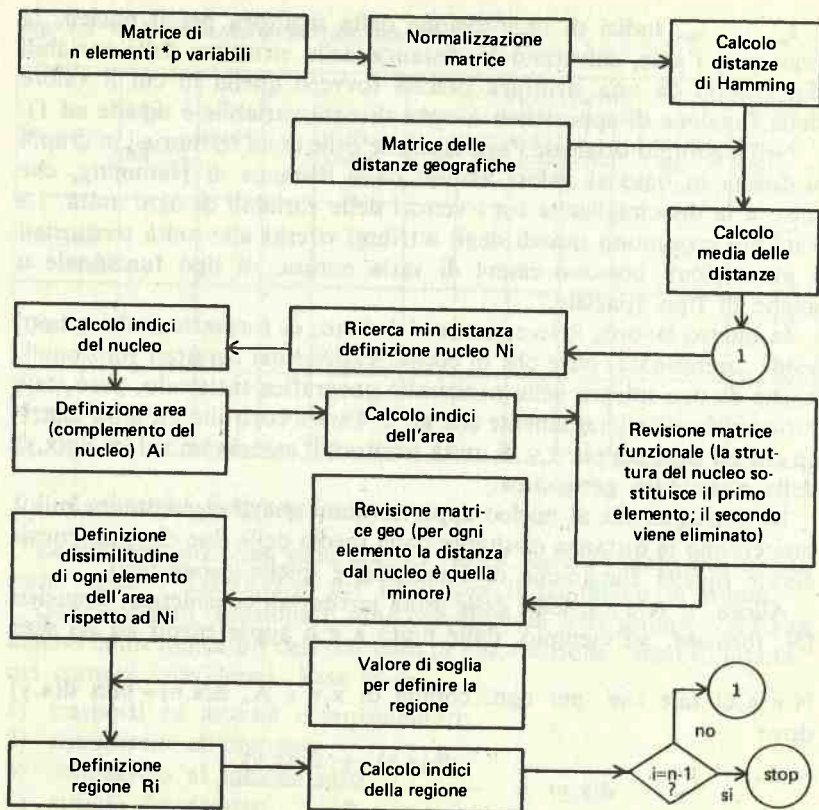 Matrice di
n elementi *p variabili
Normalizzazione
matrice
Calcolo
distanze
di Hamming
Matrice delle
distanze geografiche
Calcolo
media delle
distanze
Calcolo indici
del nucleo
Ricerca min distanza
definizione nucleo Ni
1
Definizione area
(complemento del
nucleo) Ai
Calcolo indici
dell'area
Revisione matrice
funzionale (la strut-
tura del nucleo so-
stituisce il primo
elemento; il secondo
viene eliminato)
Revisione matri-
ce geo (per ogni
elemento la distanza
dal nucleo è quella
minore)
Definizione
dissimilitudine
di ogni elemento
dell'area
rispetto ad Ni
Valore di soglia
per definire la
regione
1
no
Definizione
regione Ri
Calcolo indici
della regione
i=n-1
?
si
stop